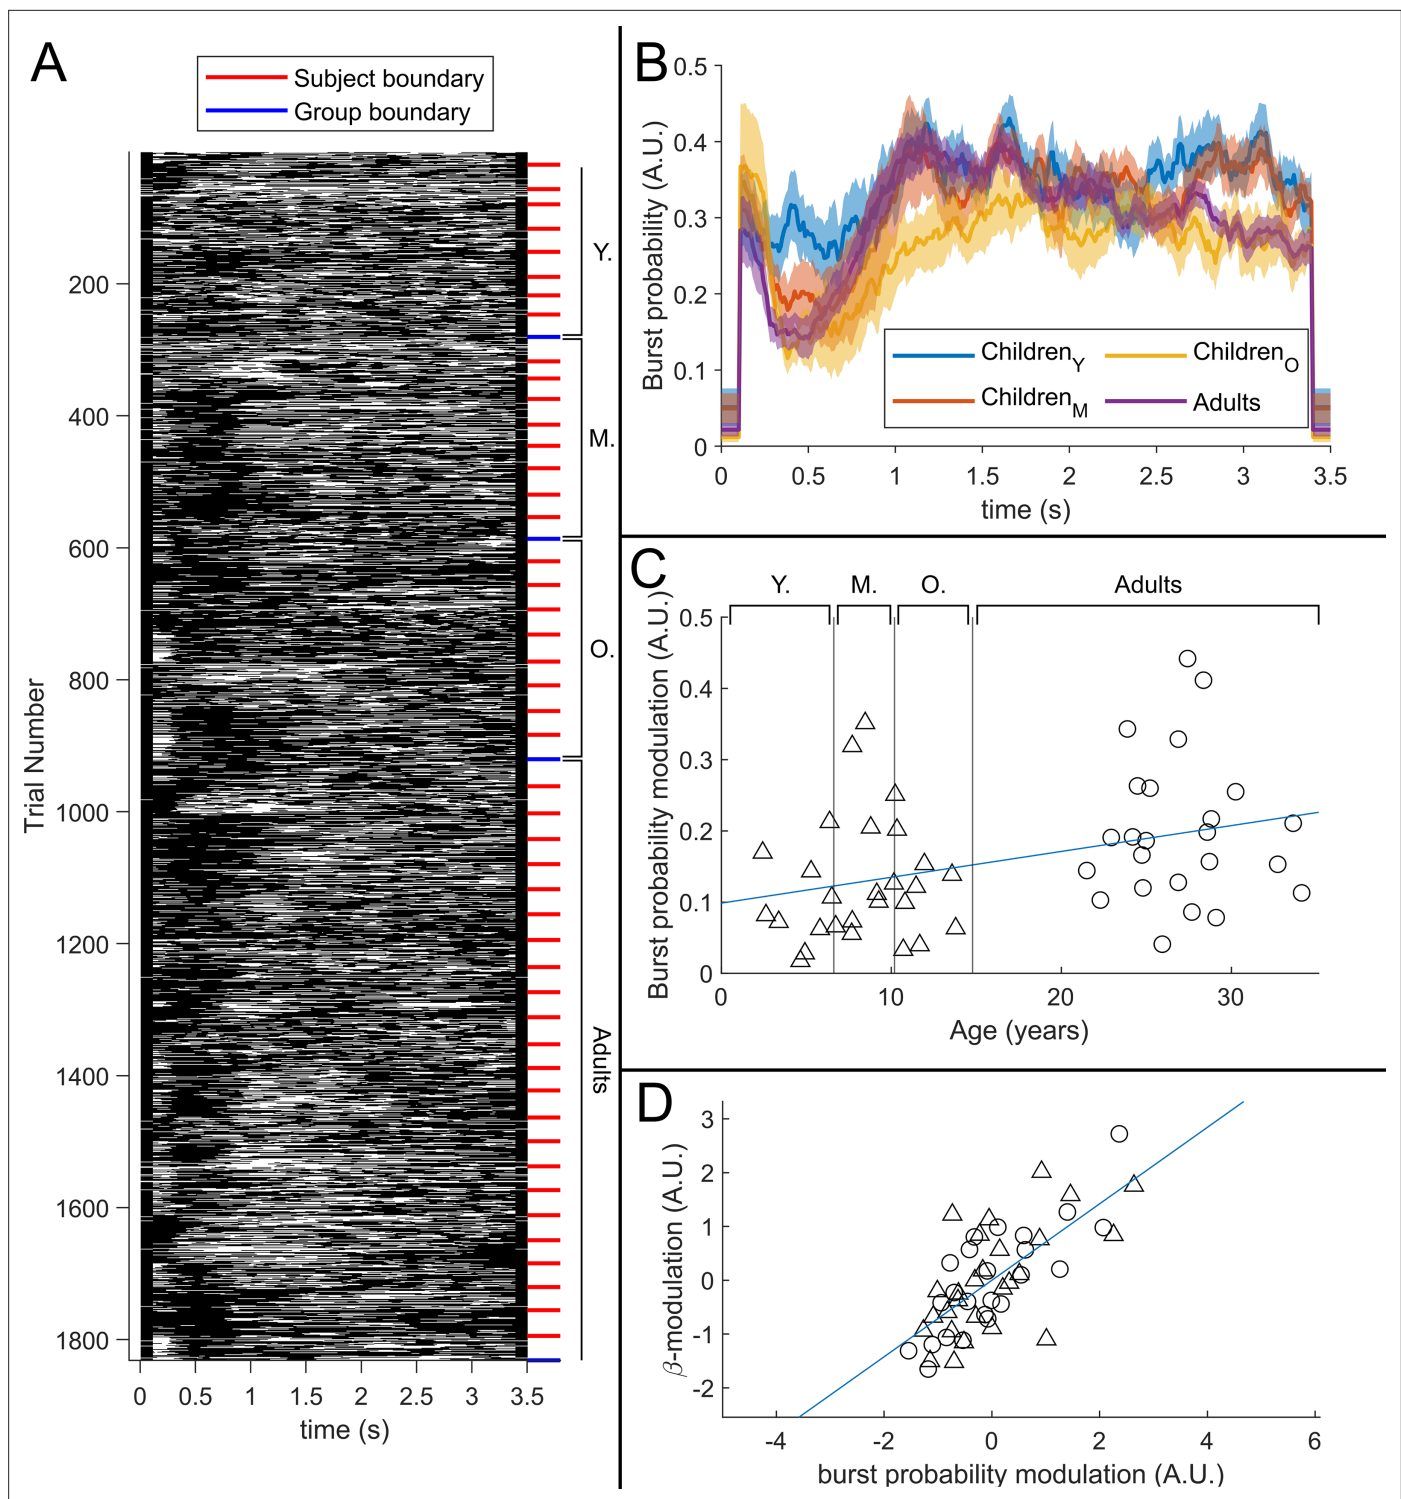 A
Subject boundary
Group boundary
Trial Number
200
400
600
800
1000
1200
1400
1600
1800
Y.
M.
O.
Adults
0 0.5 1 1.5 2 2.5 3 3.5
time (s)
B
Burst probability (A.U.)
0.5
0.4
0.3
0.2
0.1
0
Children_Y Children_O
Children_M Adults
0 0.5 1 1.5 2 2.5 3 3.5
time (s)
C
Y. M. O. Adults
Burst probability modulation (A.U.)
0.5
0.4
0.3
0.2
0.1
0
0 10 20 30
Age (years)
D
β-modulation (A.U.)
3
2
1
0
-1
-2
-4 -2 0 2 4 6
burst probability modulation (A.U.)